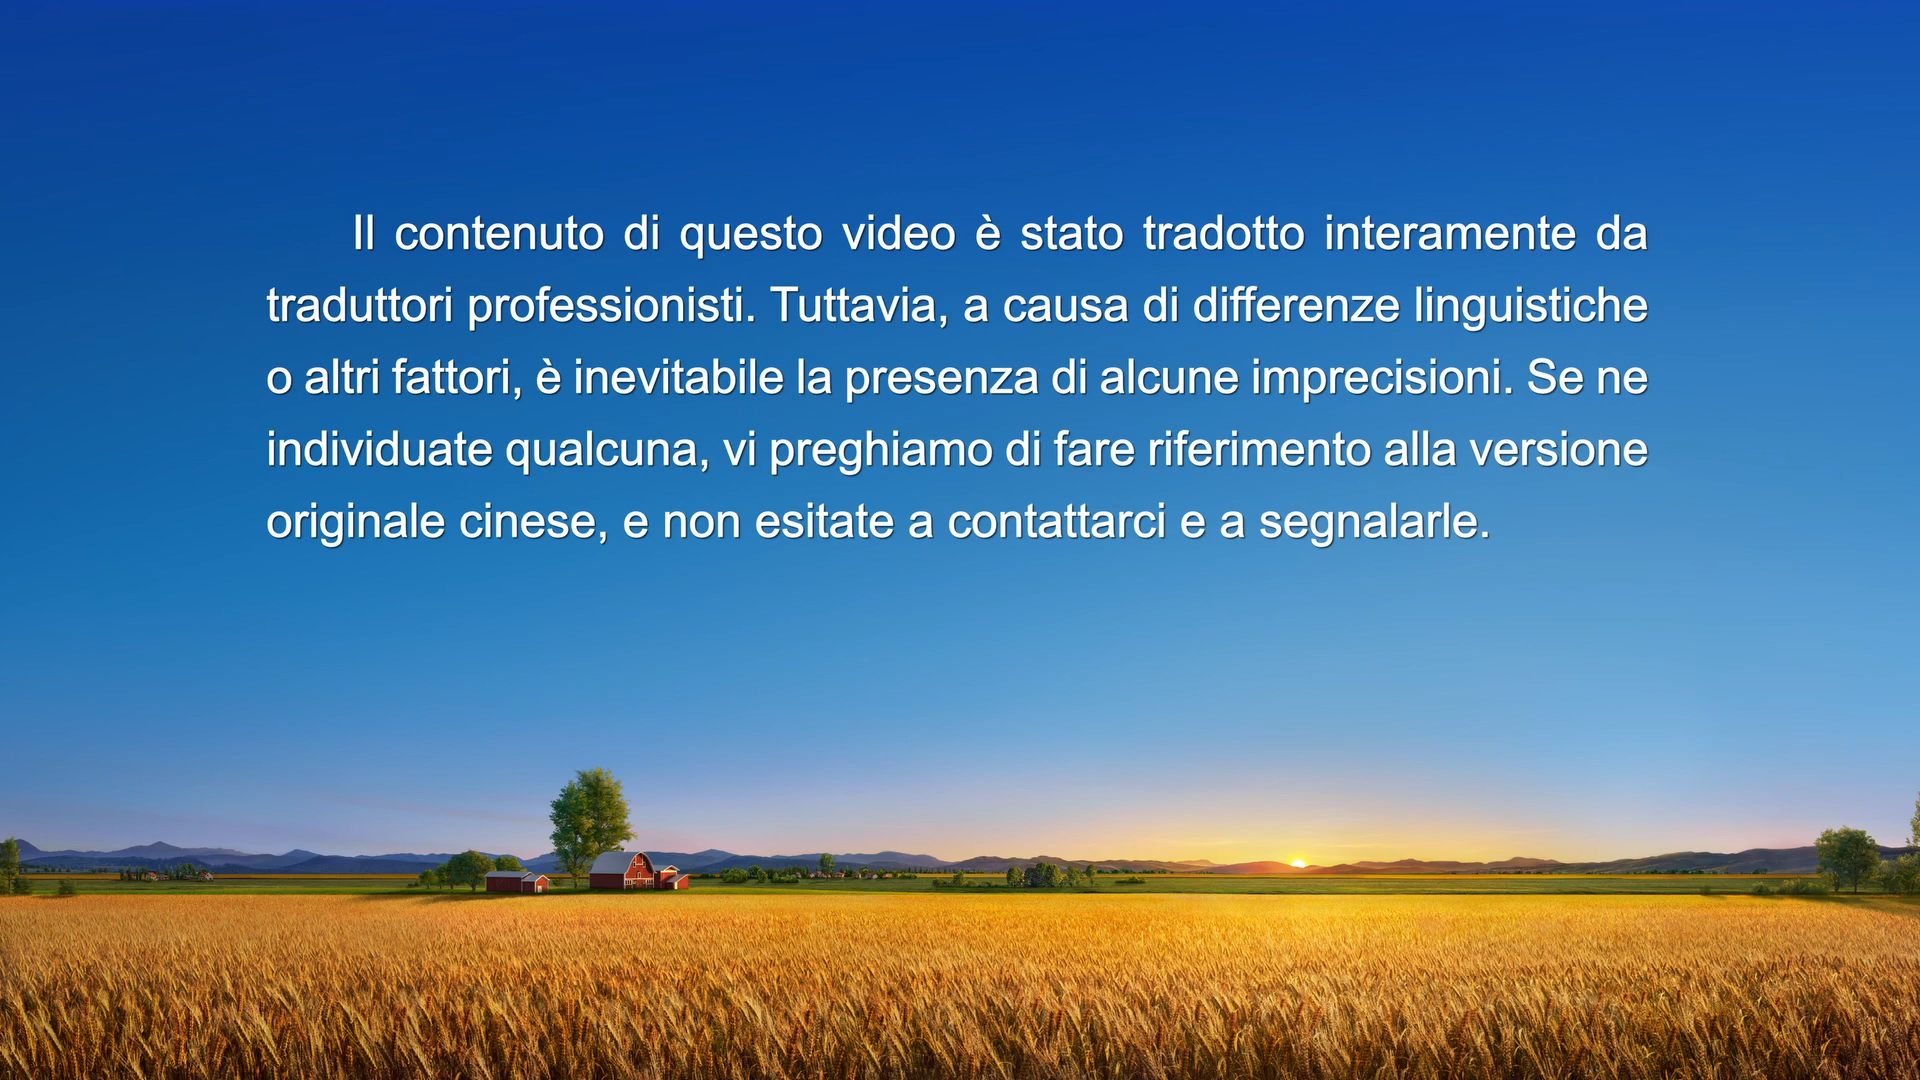 Il contenuto di questo video è stato tradotto interamente da
traduttori professionisti. Tuttavia, a causa di differenze linguistiche
o altri fattori, è inevitabile la presenza di alcune imprecisioni. Se ne
individuate qualcuna, vi preghiamo di fare riferimento alla versione
originale cinese, e non esitate a contattarci e a segnalarle.